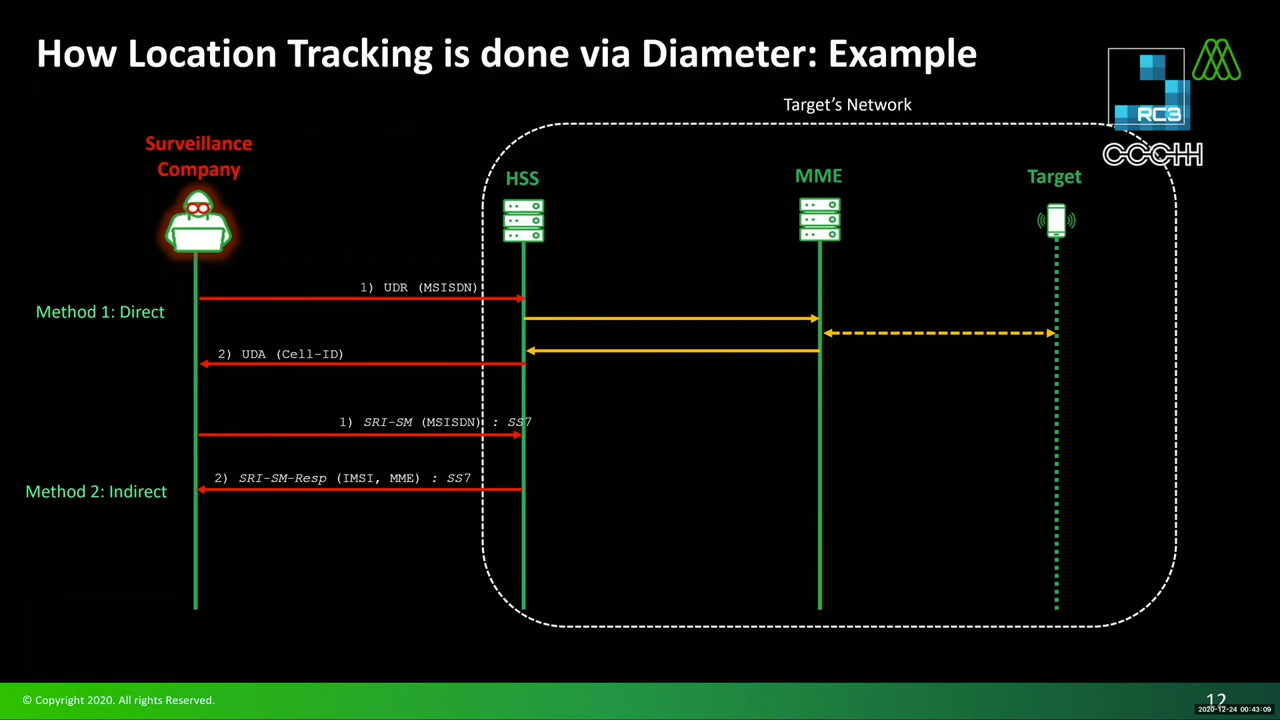 How Location Tracking is done via Diameter: Example
RC3
CCCHH
Target's Network
Surveillance
Company
HSS
MME
Target
1) UDR (MSISDN)
Method 1: Direct
2) UDA (Cell-ID)
1) SRI-SM (MSISDN) : SS7
2) SRI-SM-Resp (IMSI, MME) : SS7
Method 2: Indirect
© Copyright 2020. All rights Reserved.
12
2020-12-24 00:43:09